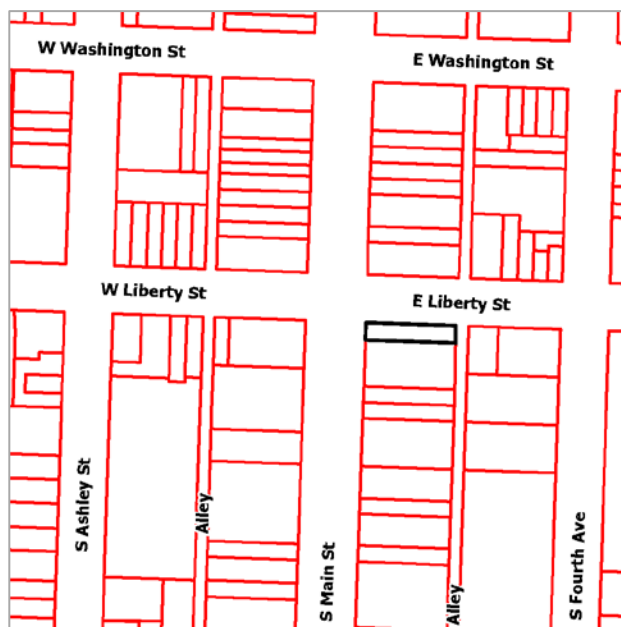 W Washington St
E Washington St
W Liberty St
E Liberty St
S Ashley St
Alley
S Main St
Alley
S Fourth Ave